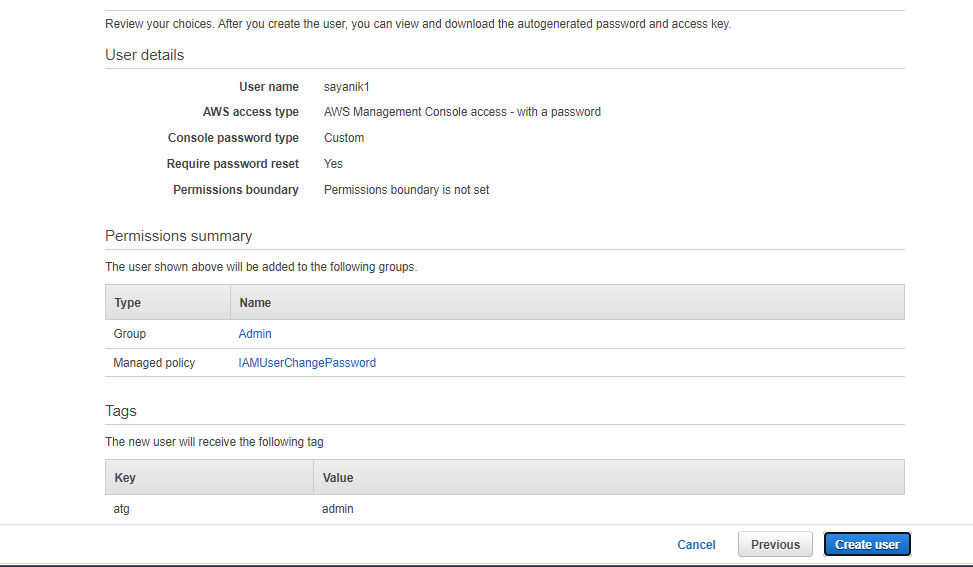 Review your choices. After you create the user, you can view and download the autogenerated password and access key.
User details
User name sayanik1
AWS access type AWS Management Console access - with a password
Console password type Custom
Require password reset Yes
Permissions boundary Permissions boundary is not set
Permissions summary
The user shown above will be added to the following groups.
Type Name
Group Admin
Managed policy IAMUserChangePassword
Tags
The new user will receive the following tag
Key Value
atg admin
Cancel Previous Create user